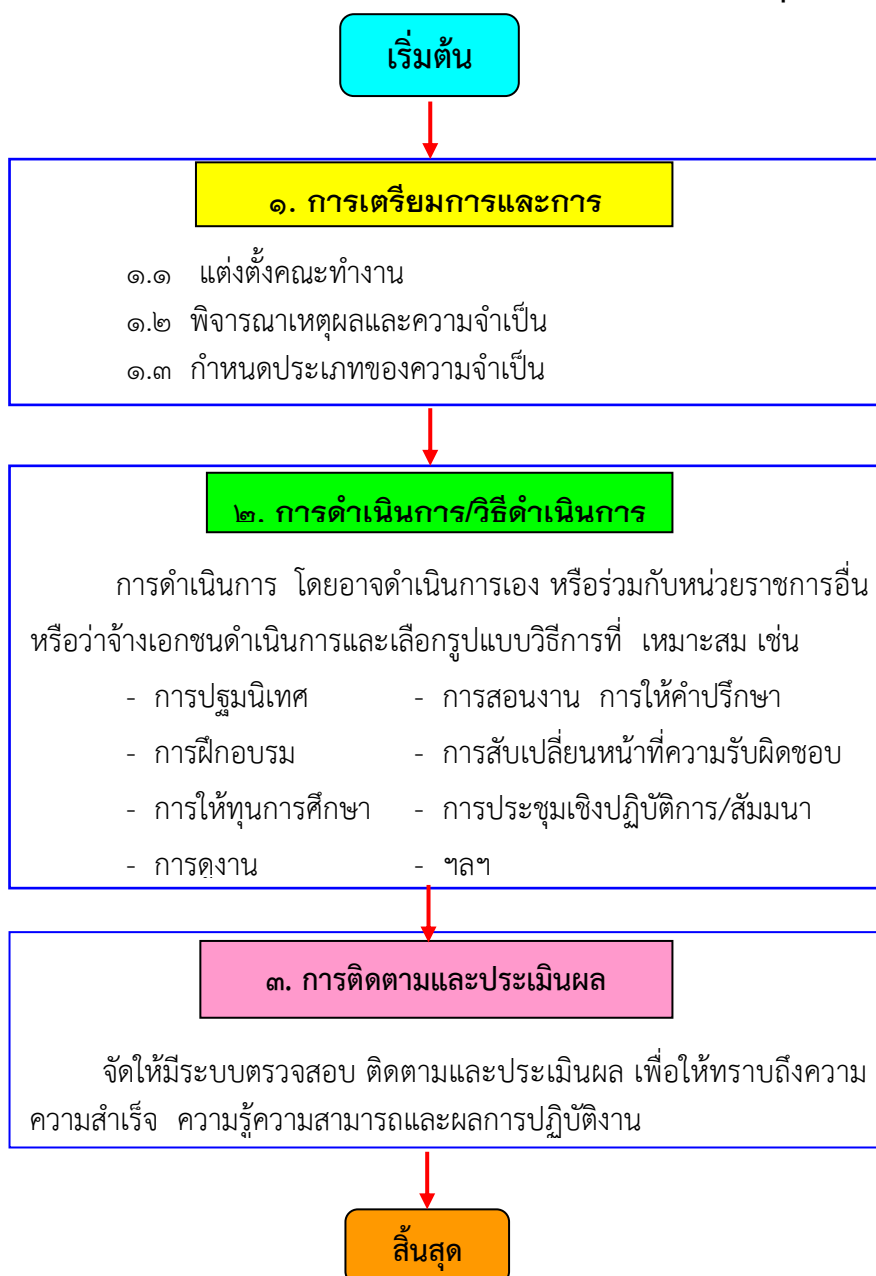 เริ่มต้น
๑. การเตรียมการและการ
๑.๑ แต่งตั้งคณะทำงาน
๑.๒ พิจารณาเหตุผลและความจำเป็น
๑.๓ กำหนดประเภทของความจำเป็น
๒. การดำเนินการ/วิธีดำเนินการ
การดำเนินการ โดยอาจดำเนินการเอง หรือร่วมกับหน่วยราชการอื่น
หรือว่าจ้างเอกชนดำเนินการและเลือกรูปแบบวิธีการที่ เหมาะสม เช่น
- การปฐมนิเทศ - การสอนงาน การให้คำปรึกษา
- การฝึกอบรม - การสับเปลี่ยนหน้าที่ความรับผิดชอบ
- การให้ทุนการศึกษา - การประชุมเชิงปฏิบัติการ/สัมมนา
- การดูงาน - ฯลฯ
๓. การติดตามและประเมินผล
จัดให้มีระบบตรวจสอบ ติดตามและประเมินผล เพื่อให้ทราบถึงความ
ความสำเร็จ ความรู้ความสามารถและผลการปฏิบัติงาน
สิ้นสุด